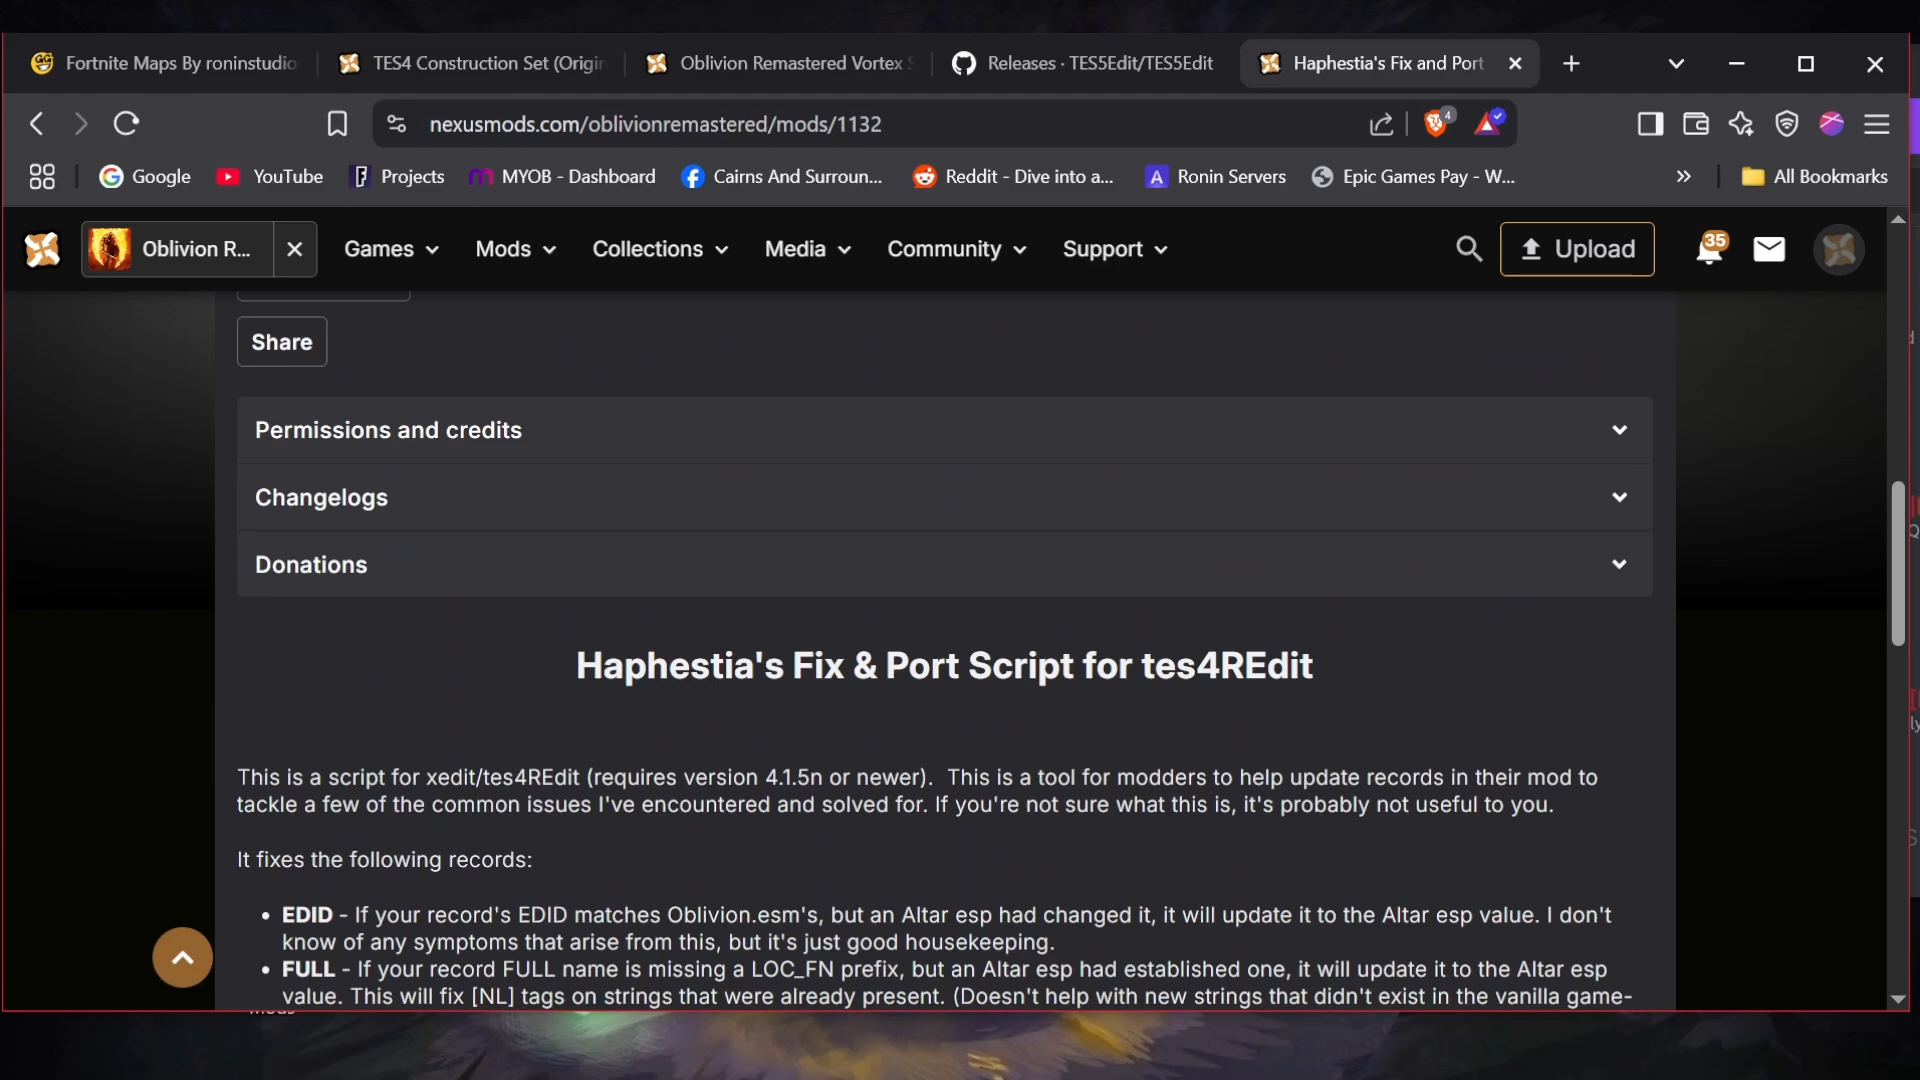 Fortnite Maps By roninstudio
TES4 Construction Set (Origin
Oblivion Remastered Vortex S
Releases · TES5Edit/TES5Edit
Haphestia's Fix and Port
nexusmods.com/oblivionremastered/mods/1132
4
Google
YouTube
Projects
MYOB - Dashboard
Cairns And Surroun...
Reddit - Dive into a...
Ronin Servers
Epic Games Pay - W...
All Bookmarks
Oblivion R...
Games
Mods
Collections
Media
Community
Support
Upload
35
Share
Permissions and credits
Changelogs
Donations
Haphestia's Fix & Port Script for tes4REdit
This is a script for xedit/tes4REdit (requires version 4.1.5n or newer). This is a tool for modders to help update records in their mod to
tackle a few of the common issues I've encountered and solved for. If you're not sure what this is, it's probably not useful to you.
It fixes the following records:
• EDID - If your record's EDID matches Oblivion.esm's, but an Altar esp had changed it, it will update it to the Altar esp value. I don't
know of any symptoms that arise from this, but it's just good housekeeping.
• FULL - If your record FULL name is missing a LOC_FN prefix, but an Altar esp had established one, it will update it to the Altar esp
value. This will fix [NL] tags on strings that were already present. (Doesn't help with new strings that didn't exist in the vanilla game-